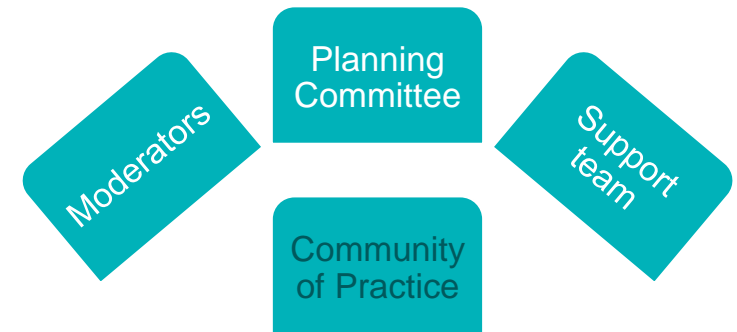 Planning
Committee
Moderators
Support
team
Community
of Practice